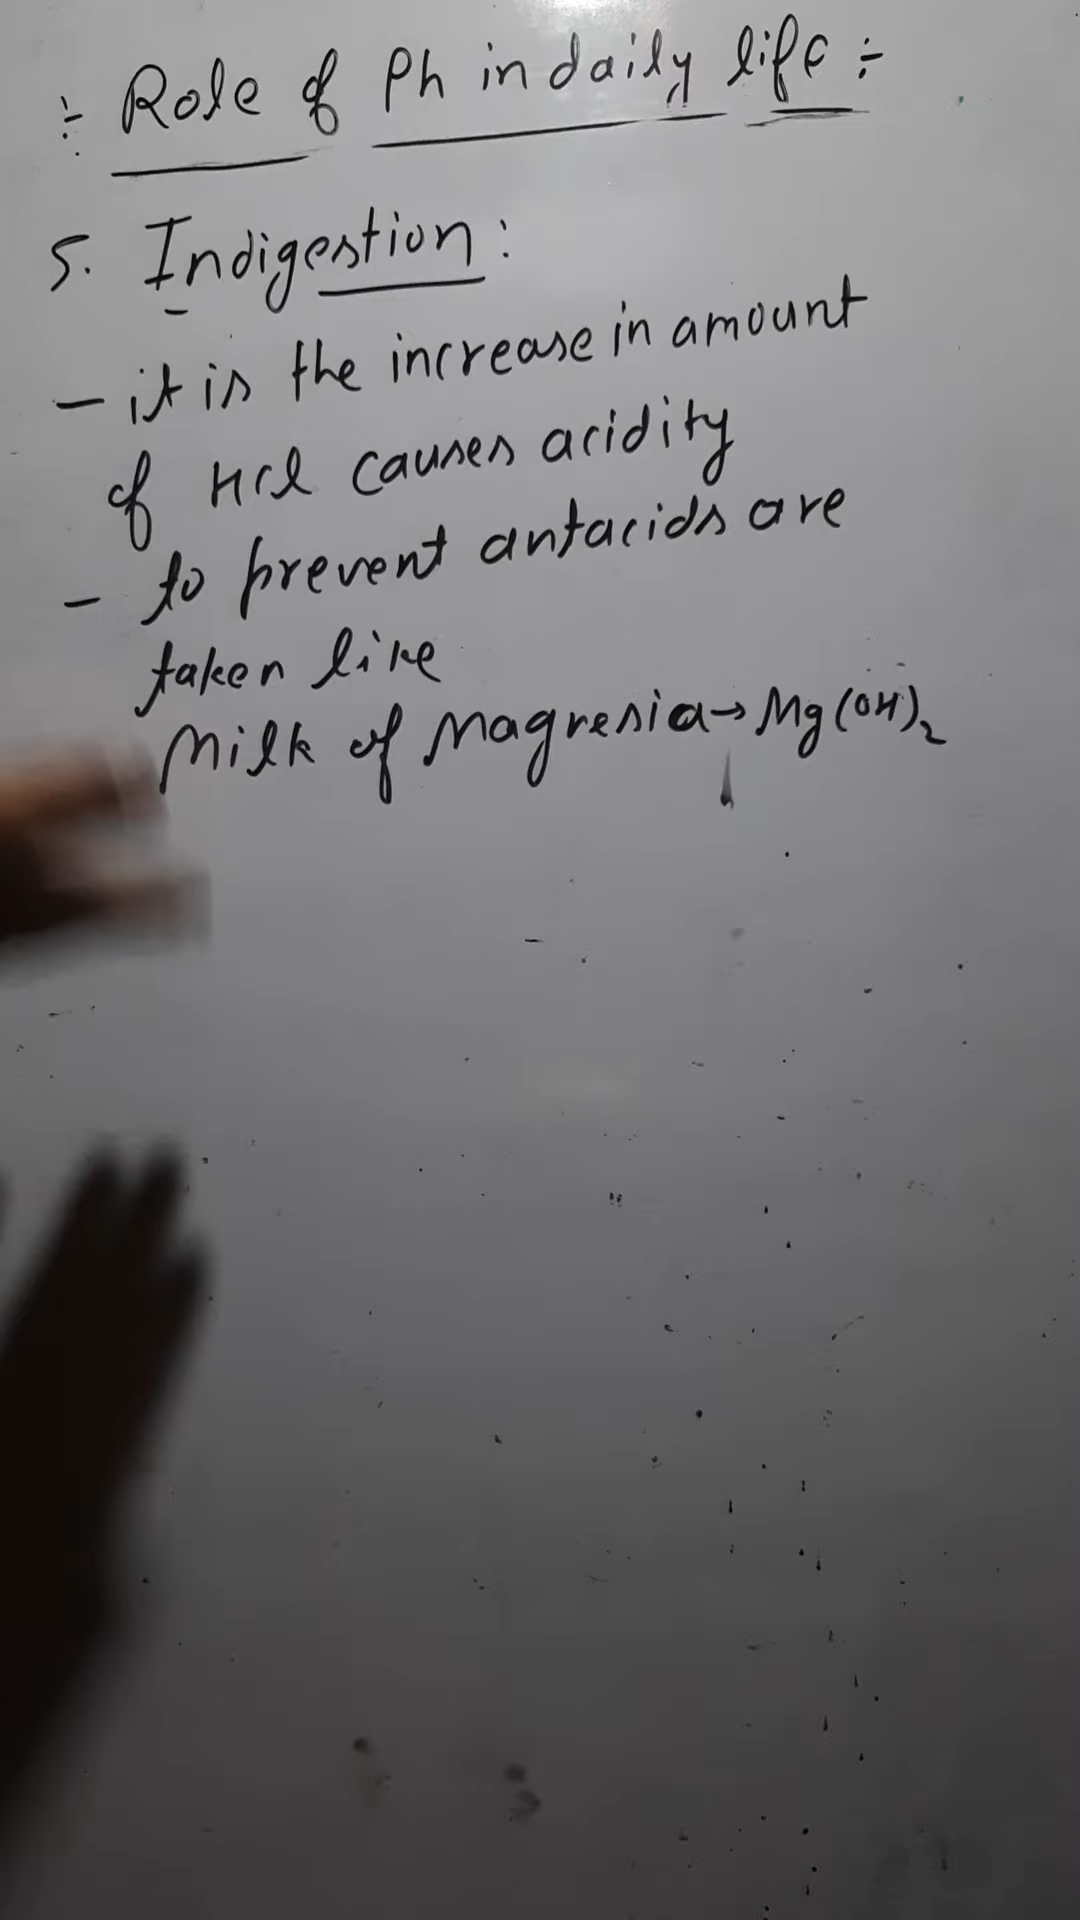 ÷ Role of Ph in daily life ÷
5. Indigestion :
- it is the increase in amount
of HCl causes acidity
- to prevent antacids are
taken like
Milk of Magnesia → Mg(OH)₂